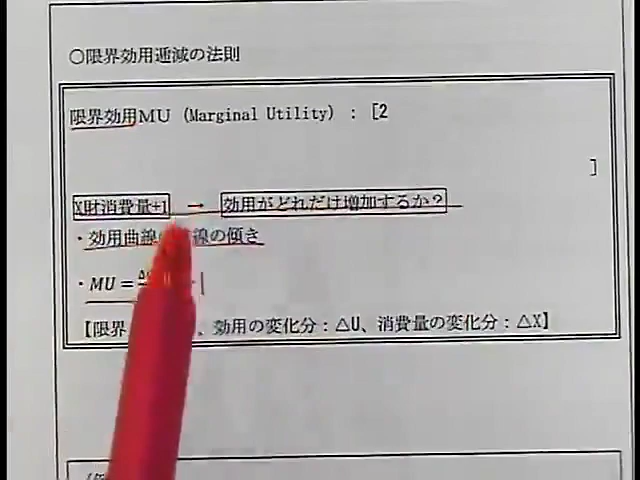 ○限界効用逓減の法則
限界効用MU (Marginal Utility) : [2
]
X財消費量+1 → 効用がどれだけ増加するか?
・効用曲線 線の傾き
・MU =
【限界 、効用の変化分：△U、消費量の変化分：△X】